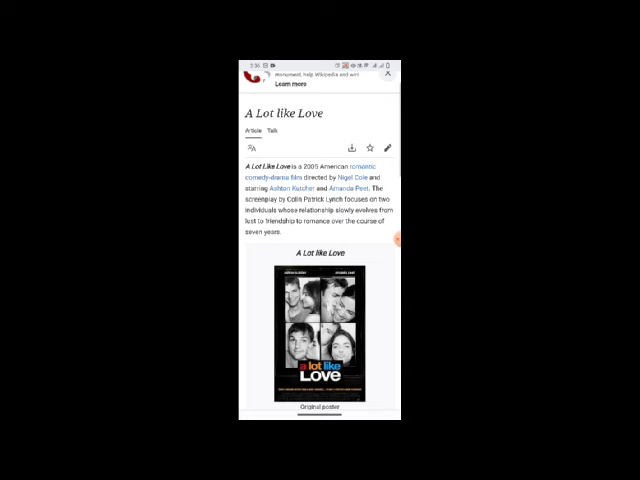 monument, help Wikipedia and win!
Learn more
A Lot like Love
Article Talk
A Lot Like Love is a 2005 American romantic
comedy-drama film directed by Nigel Cole and
starring Ashton Kutcher and Amanda Peet. The
screenplay by Colin Patrick Lynch focuses on two
individuals whose relationship slowly evolves from
lust to friendship to romance over the course of
seven years.
A Lot like Love
a lot like
LOVE
Original poster